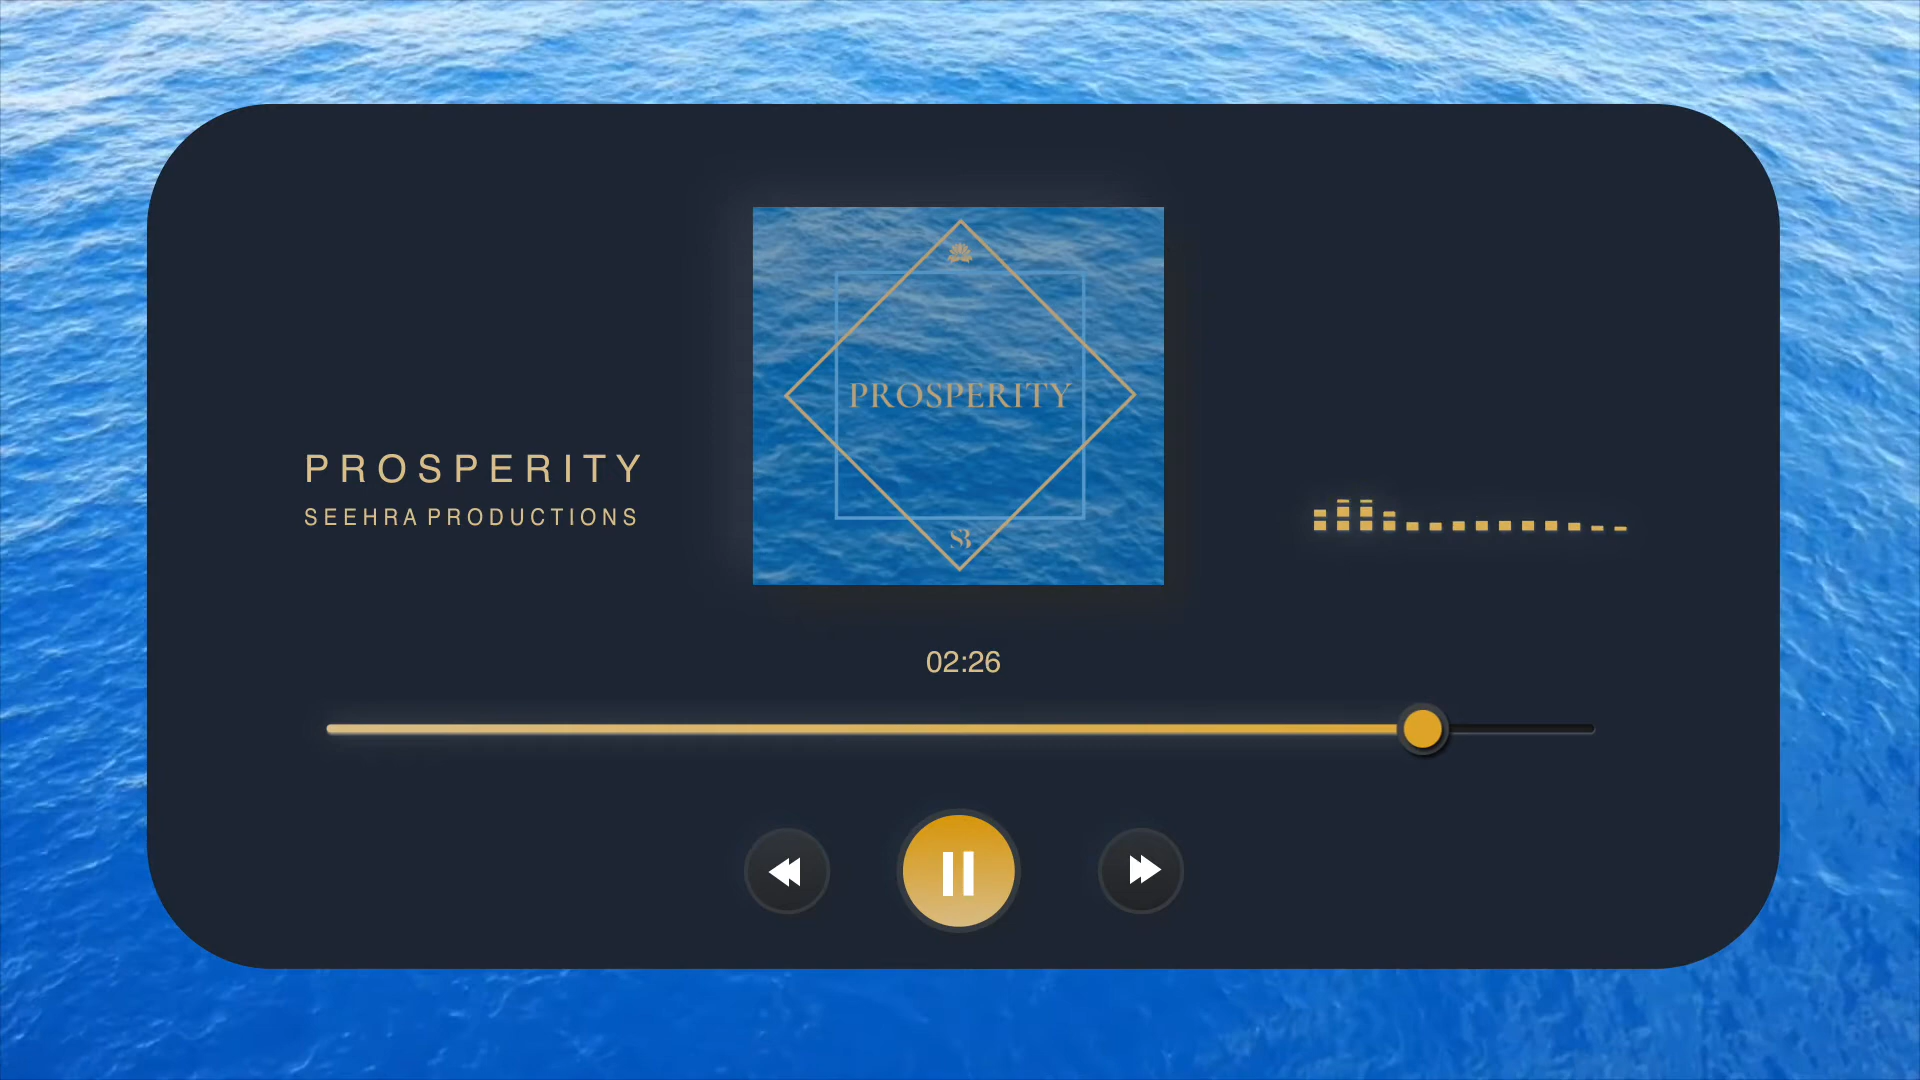 PROSPERITY
SB
PROSPERITY
SEEHRA PRODUCTIONS
02:26